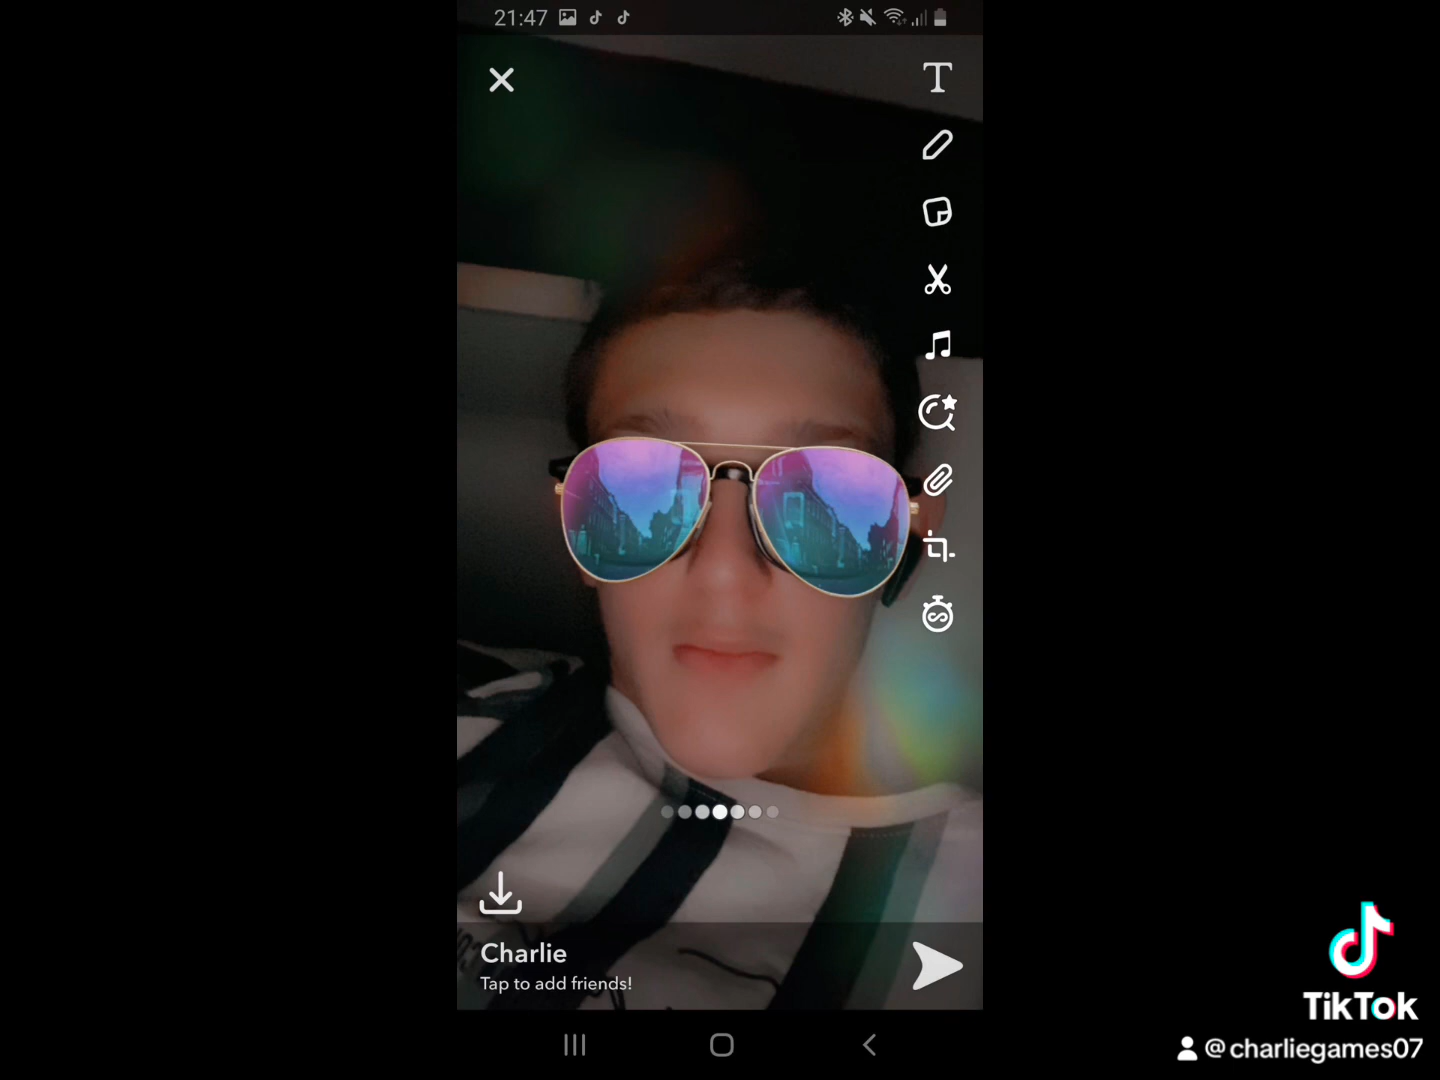 21:47
T
Charlie
Tap to add friends!
TikTok
@charliegames07